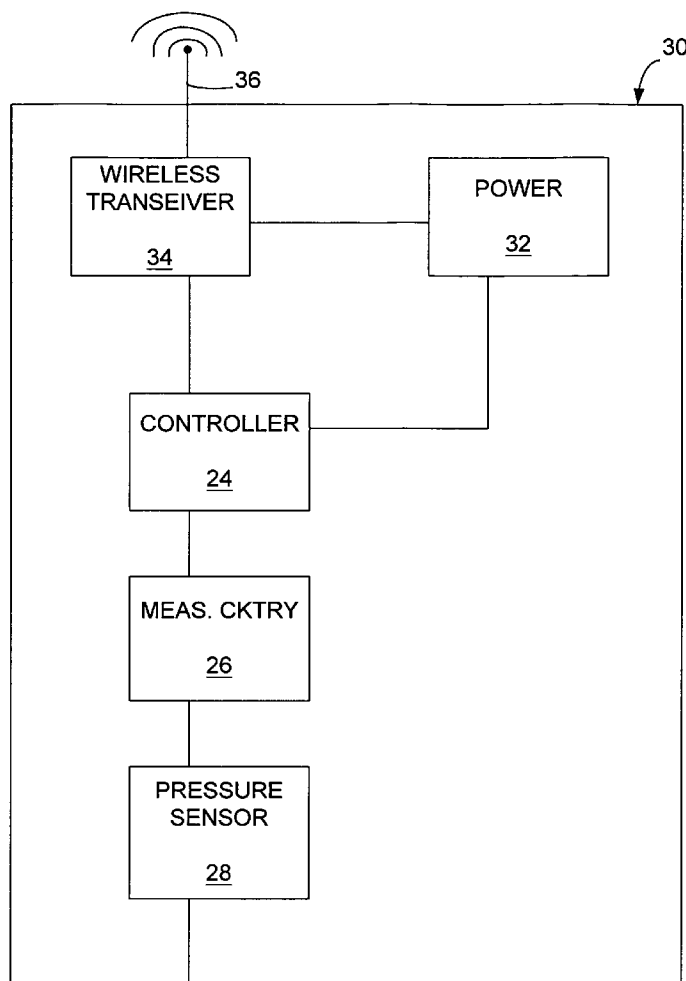 30
36
WIRELESS
TRANSEIVER
34
POWER
32
CONTROLLER
24
MEAS. CKTRY
26
PRESSURE
SENSOR
28